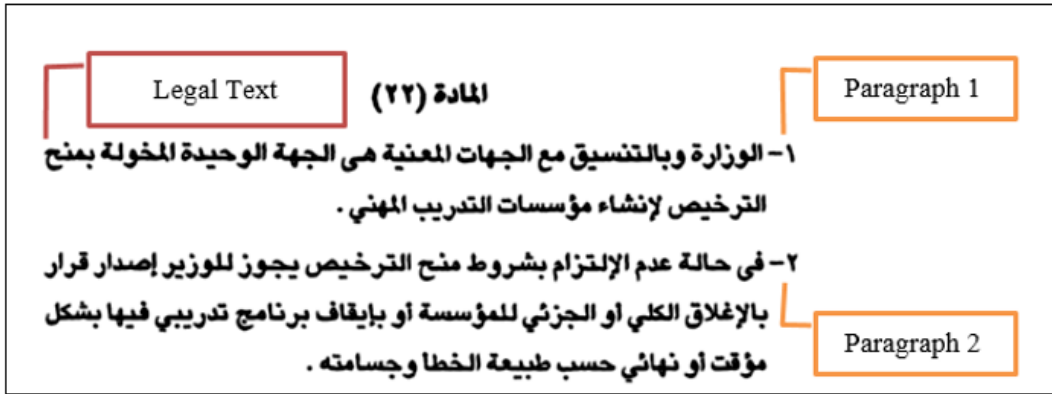 Legal Text
المادة (٢٢)
Paragraph 1
١- الوزارة وبالتنسيق مع الجهات المعنية هى الجهة الوحيدة المخولة بمنح
الترخيص لإنشاء مؤسسات التدريب المهني .
٢- فى حالة عدم الإلتزام بشروط منح الترخيص يجوز للوزير إصدار قرار
بالإغلاق الكلي أو الجزئي للمؤسسة أو بإيقاف برنامج تدريبي فيها بشكل
مؤقت أو نهائي حسب طبيعة الخطأ وجسامته .
Paragraph 2